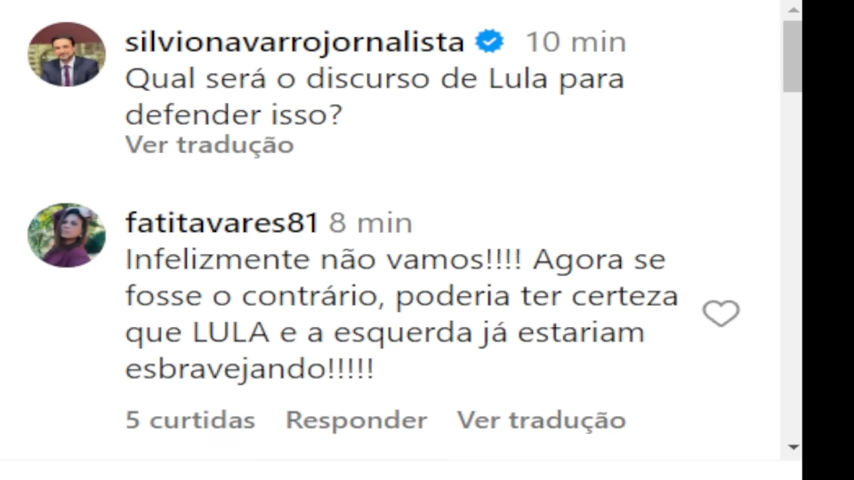 silvionavarrojornalista 10 min
Qual será o discurso de Lula para
defender isso?
Ver tradução
fatitavares81 8 min
Infelizmente não vamos!!!! Agora se
fosse o contrário, poderia ter certeza
que LULA e a esquerda já estariam
esbravejando!!!!!
5 curtidas Responder Ver tradução